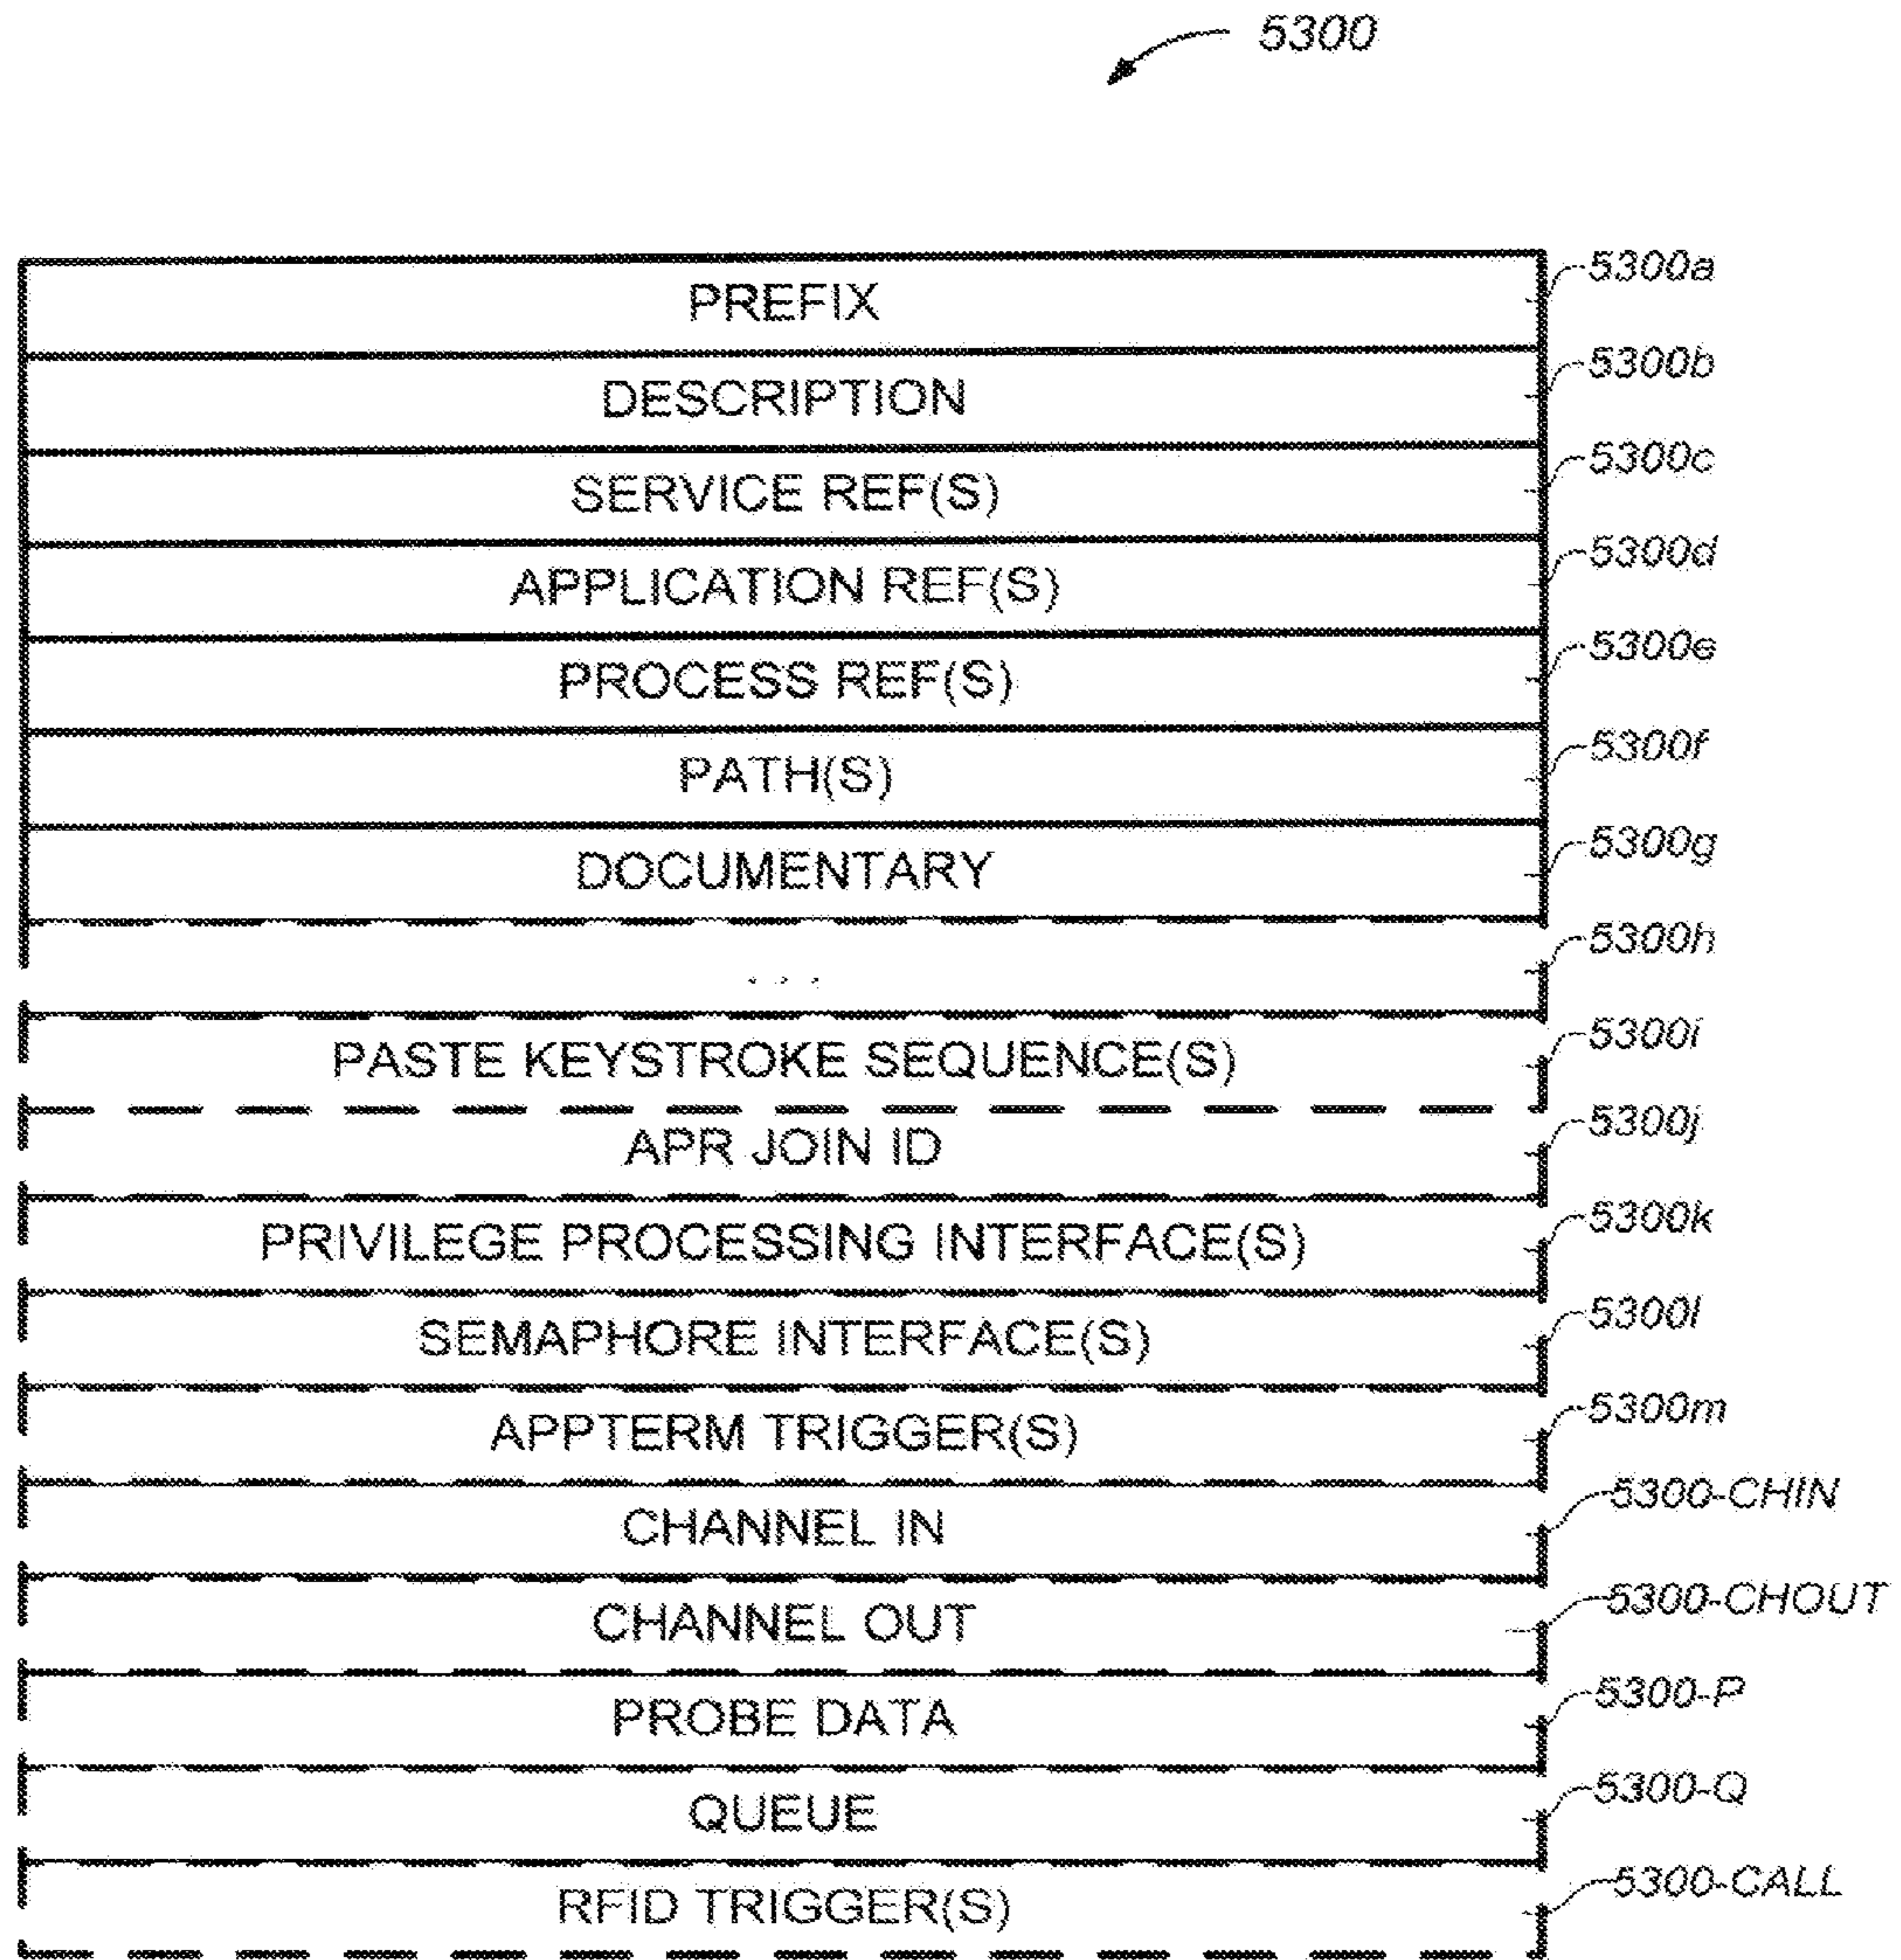 5300
PREFIX 5300a
DESCRIPTION 5300b
SERVICE REF(S) 5300c
APPLICATION REF(S) 5300d
PROCESS REF(S) 5300e
PATH(S) 5300f
DOCUMENTARY 5300g
... 5300h
PASTE KEYSTROKE SEQUENCE(S) 5300i
APR JOIN ID 5300j
PRIVILEGE PROCESSING INTERFACE(S) 5300k
SEMAPHORE INTERFACE(S) 5300l
APPTERM TRIGGER(S) 5300m
CHANNEL IN 5300-CHIN
CHANNEL OUT 5300-CHOUT
PROBE DATA 5300-P
QUEUE 5300-Q
RFID TRIGGER(S) 5300-CALL